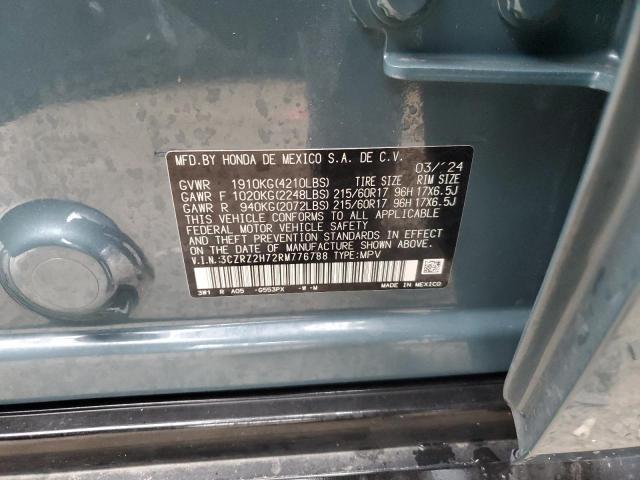 MFD.BY HONDA DE MEXICO S.A. DE C.V. 03/'24
GVWR 1910KG(4210LBS) TIRE SIZE RIM SIZE
GAWR F 1020KG(2248LBS) 215/60R17 96H 17X6.5J
GAWR R 940KG(2072LBS) 215/60R17 96H 17X6.5J
THIS VEHICLE CONFORMS TO ALL APPLICABLE
FEDERAL MOTOR VEHICLE SAFETY
AND THEFT PREVENTION STANDARDS IN EFFECT
ON THE DATE OF MANUFACTURE SHOWN ABOVE.
V.I.N.:3CZRZ2H72RM776788 TYPE:MPV
3W1 R A05 -G553PX -W-M MADE IN MEXICO